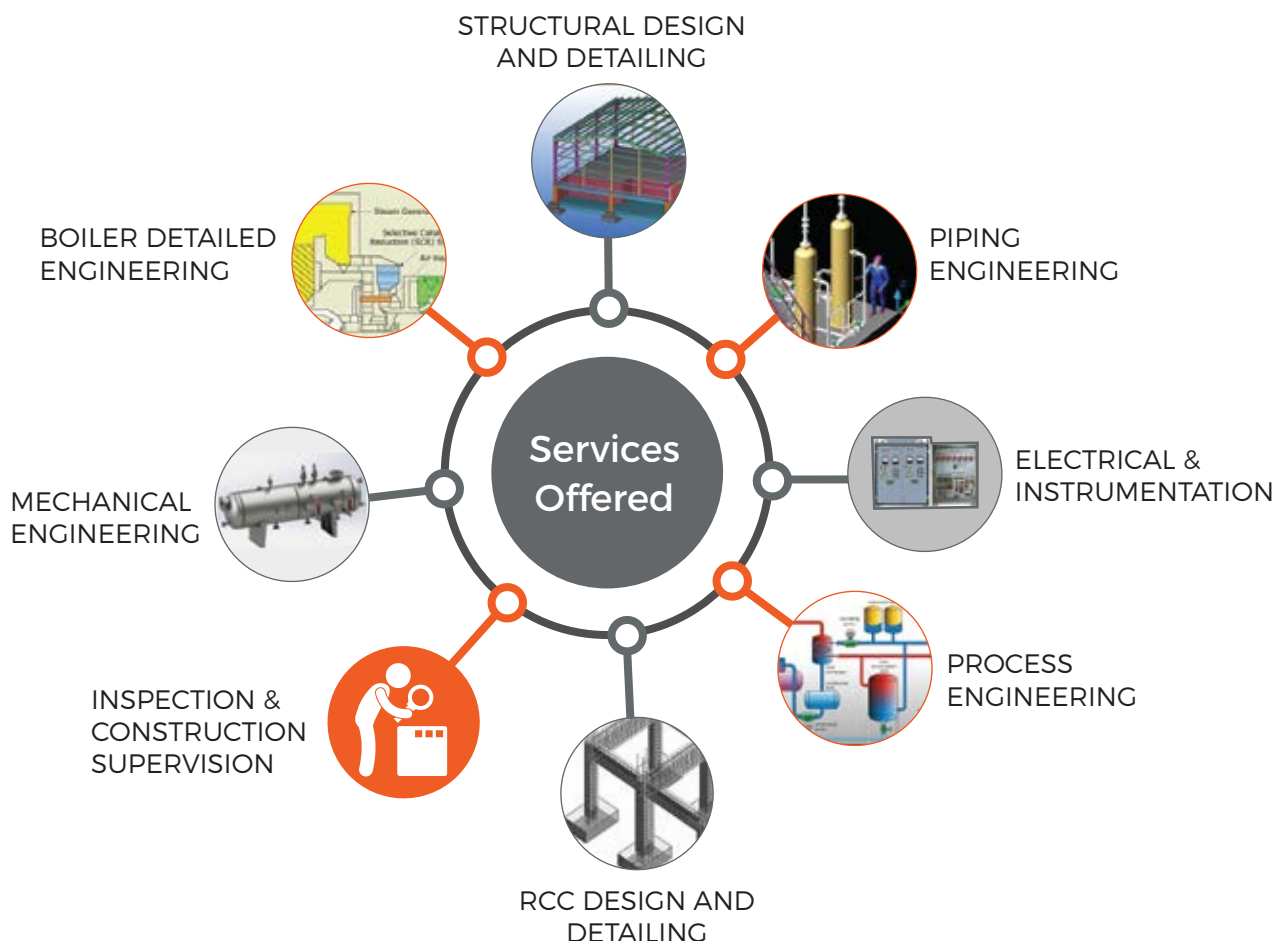 STRUCTURAL DESIGN
AND DETAILING
BOILER DETAILED
ENGINEERING
PIPING
ENGINEERING
Services
Offered
MECHANICAL
ENGINEERING
ELECTRICAL &
INSTRUMENTATION
INSPECTION &
CONSTRUCTION
SUPERVISION
PROCESS
ENGINEERING
RCC DESIGN AND
DETAILING